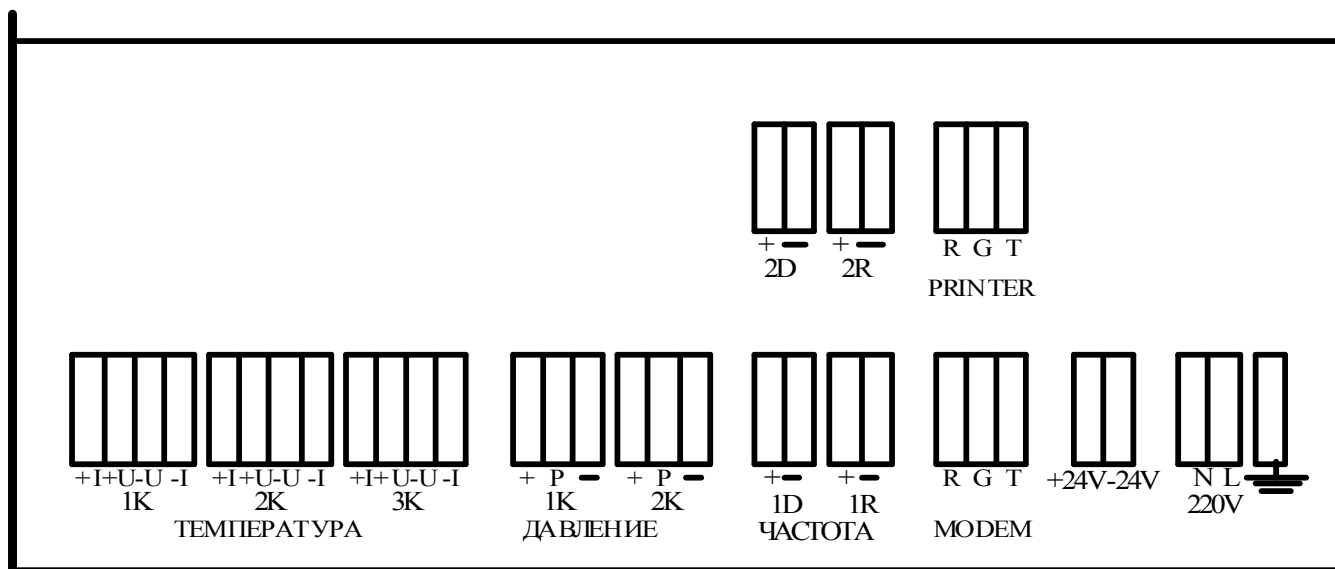 + − + − R G T
2D 2R
PRINTER
+I+U-U -I +I+U-U -I +I+U-U -I + P − + P − + − + − R G T +24V-24V N L
1K 2K 3K 1K 2K 1D 1R 220V
ТЕМПЕРАТУРА ДАВЛЕНИЕ ЧАСТОТА MODEM